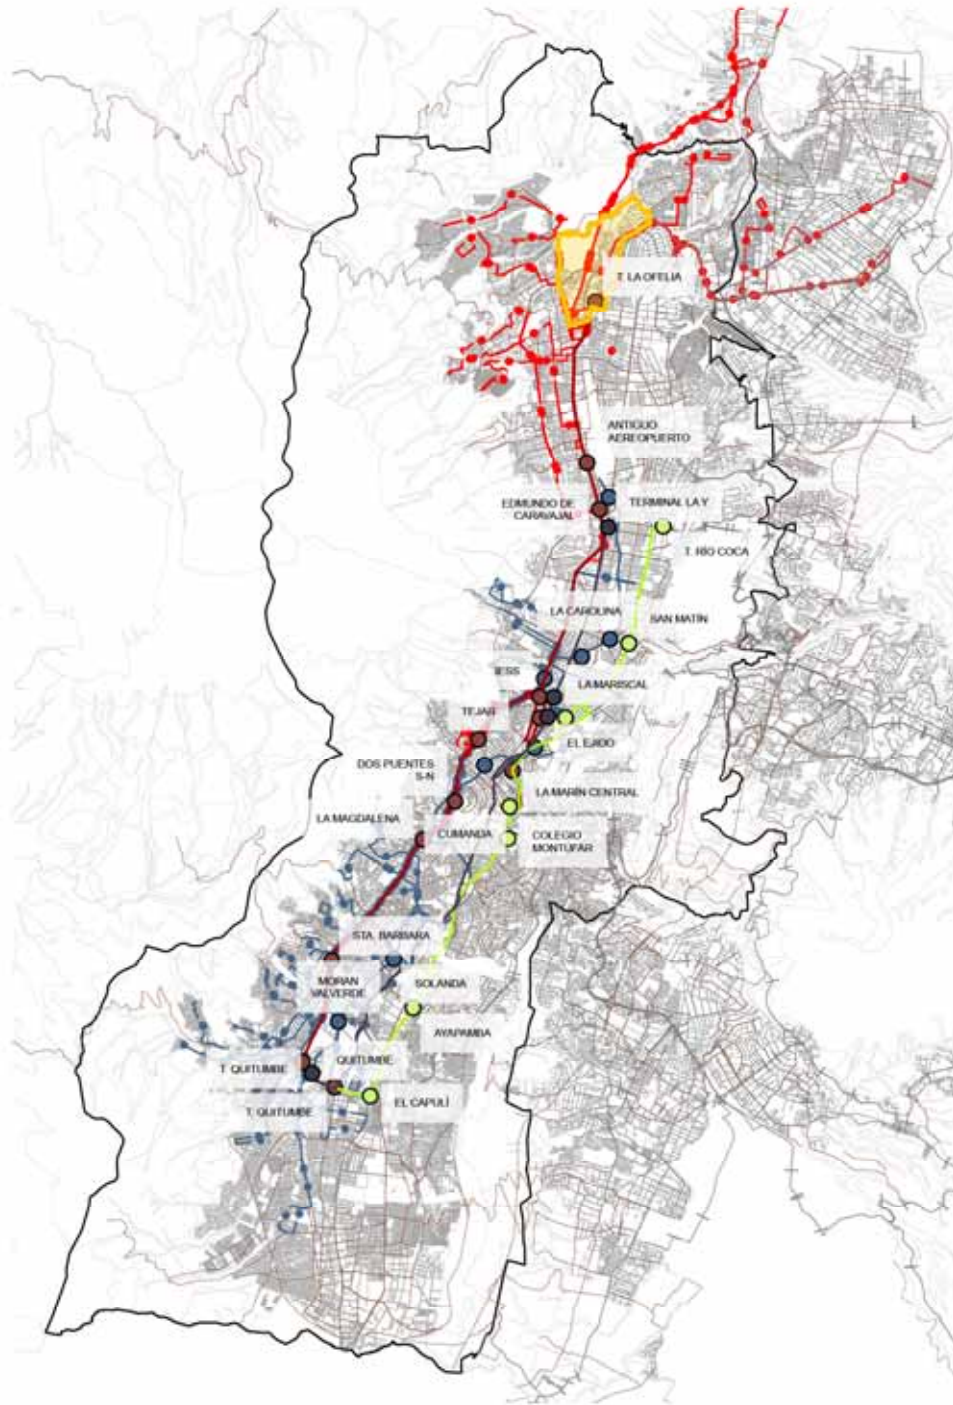 T. LA OFELIA
ANTIGUO
AEREOPUERTO
EDMUNDO DE
CARAVAJAL
TERMINAL LA Y
T. RÍO COCA
LA CAROLINA
SAN MATÍN
IESS
LA MARISCAL
TEJAR
EL EJIDO
DOS PUENTES
S-N
LA MARÍN CENTRAL
LA MAGDALENA
CUMANDA
COLEGIO
MONTUFAR
STA. BARBARA
MORAN
VALVERDE
SOLANDA
AYAPAMBA
QUITUMBE
T. QUITUMBE
T. QUITUMBE
EL CAPULÍ